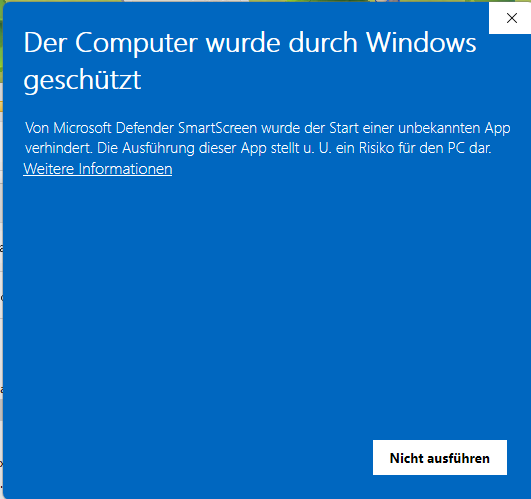 Der Computer wurde durch Windows
geschützt
Von Microsoft Defender SmartScreen wurde der Start einer unbekannten App
verhindert. Die Ausführung dieser App stellt u. U. ein Risiko für den PC dar.
Weitere Informationen
Nicht ausführen